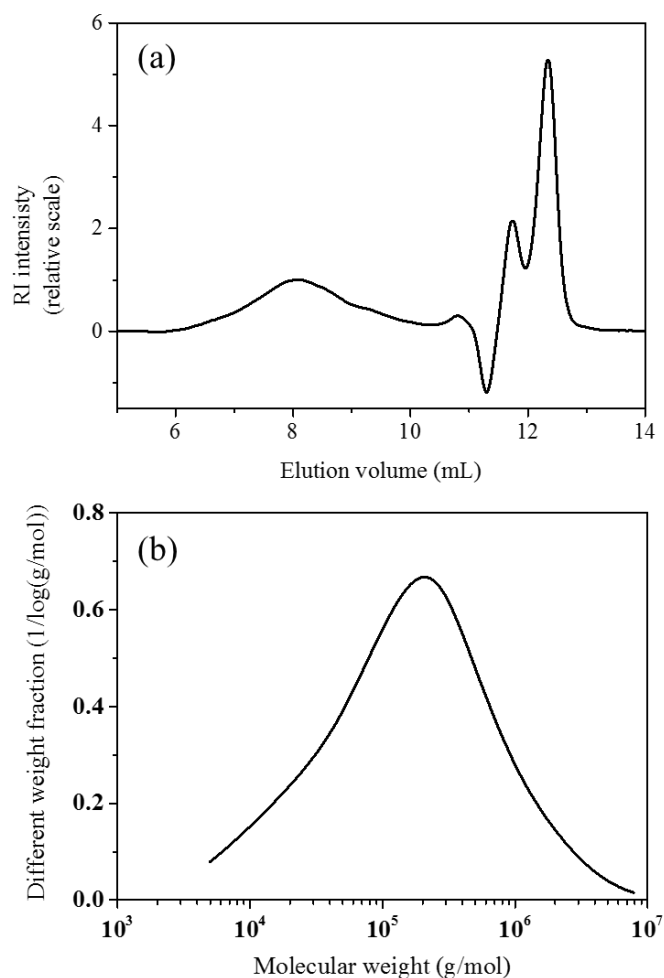 (a)
6
4
2
0
RI intensisty
(relative scale)
6 8 10 12 14
Elution volume (mL)
(b)
0.8
0.6
0.4
0.2
0.0
Different weight fraction (1/log(g/mol))
10³ 10⁴ 10⁵ 10⁶ 10⁷
Molecular weight (g/mol)